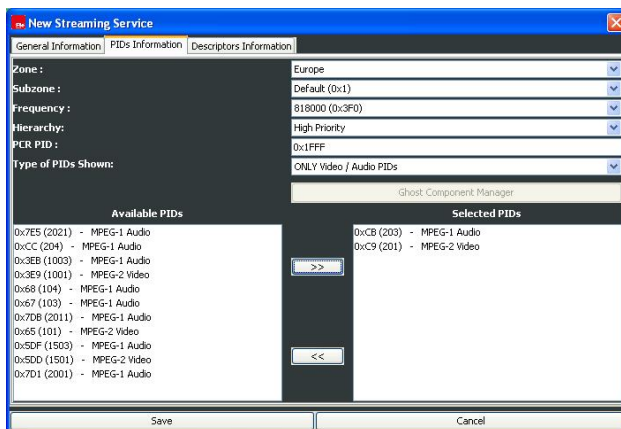 New Streaming Service
General Information PIDs Information Descriptors Information
Zone : Europe
Subzone : Default (0x1)
Frequency : 818000 (0x3F0)
Hierarchy: High Priority
PCR PID : 0x1FFF
Type of PIDs Shown: ONLY Video / Audio PIDs
Ghost Component Manager
Available PIDs
0x7E5 (2021) - MPEG-1 Audio
0xCC (204) - MPEG-1 Audio
0x3EB (1003) - MPEG-1 Audio
0x3E9 (1001) - MPEG-2 Video
0x68 (104) - MPEG-1 Audio
0x67 (103) - MPEG-1 Audio
0x7DB (2011) - MPEG-1 Audio
0x65 (101) - MPEG-2 Video
0x5DF (1503) - MPEG-1 Audio
0x5DD (1501) - MPEG-2 Video
0x7D1 (2001) - MPEG-1 Audio
>>
<<
Selected PIDs
0xCB (203) - MPEG-1 Audio
0xC9 (201) - MPEG-2 Video
Save Cancel